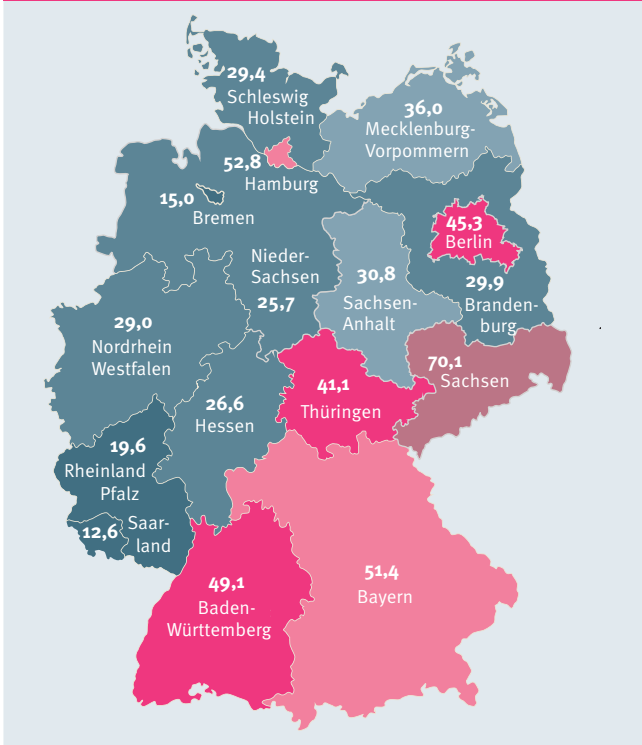 29,4
Schleswig
Holstein
36,0
Mecklenburg-
Vorpommern
52,8
Hamburg
15,0
Bremen
45,3
Berlin
Nieder-
Sachsen
25,7
30,8
Sachsen-
Anhalt
29,9
Branden-
burg
29,0
Nordrhein
Westfalen
70,1
Sachsen
41,1
Thüringen
26,6
Hessen
19,6
Rheinland
Pfalz
12,6
Saar-
land
49,1
Baden-
Württemberg
51,4
Bayern